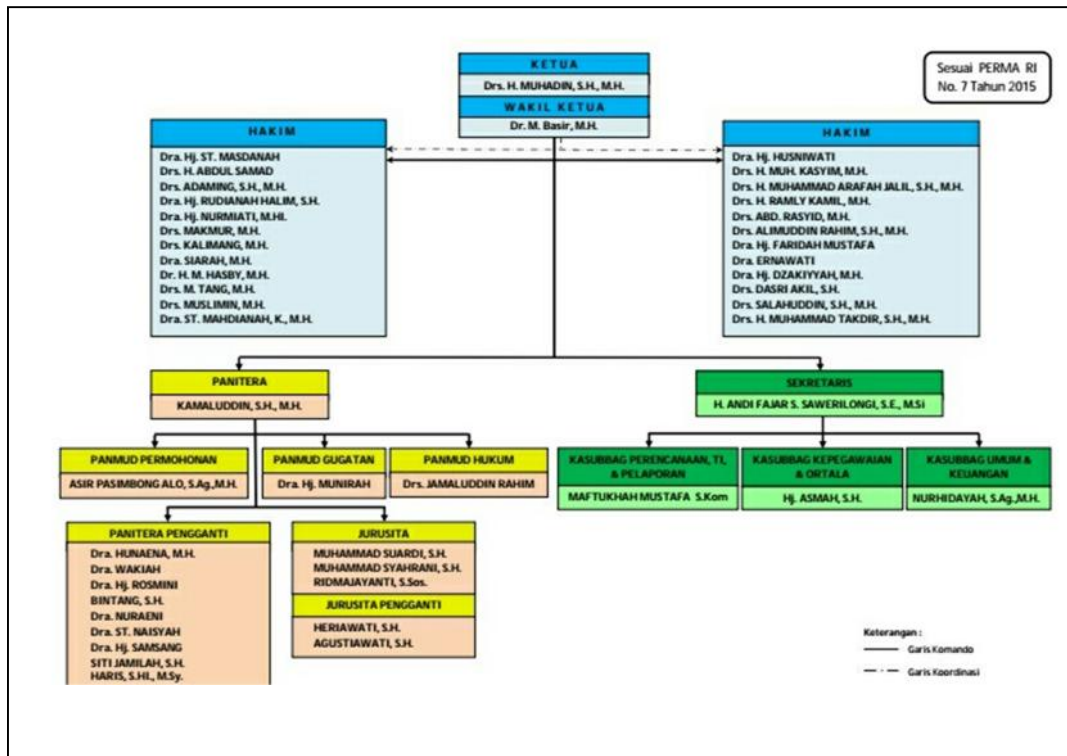 KETUA
Drs. H. MUHADIN, S.H., M.H.
WAKIL KETUA
Dr. M. Basir, M.H.
Sesuai PERMA RI
No. 7 Tahun 2015
HAKIM
Dra. Hj. ST. MASDANAH
Drs. H. ABDUL SAMAD
Drs. ADAMING, S.H., M.H.
Dra. Hj. RUDIANAH HALIM, S.H.
Dra. Hj. NURMIATI, M.HI.
Drs. MAKMUR, M.H.
Drs. KALIMANG, M.H.
Dra. SIARAH, M.H.
Dr. H. M. HASBY, M.H.
Drs. M. TANG, M.H.
Drs. MUSLIMIN, M.H.
Dra. ST. MAHDIANAH, K., M.H.
HAKIM
Dra. Hj. HUSNIWATI
Drs. H. MUH. KASYIM, M.H.
Drs. H. MUHAMMAD ARAFAH JALIL, S.H., M.H.
Drs. H. RAMLY KAMIL, M.H.
Drs. ABD. RASYID, M.H.
Drs. ALIMUDDIN RAHIM, S.H., M.H.
Dra. Hj. FARIDAH MUSTAFA
Dra. ERNAWATI
Dra. Hj. DZAKIYYAH, M.H.
Drs. DASRI AKIL, S.H.
Drs. SALAHUDDIN, S.H., M.H.
Drs. H. MUHAMMAD TAKDIR, S.H., M.H.
PANITERA
KAMALUDDIN, S.H., M.H.
SEKRETARIS
H. ANDI FAJAR S. SAWERILONGI, S.E., M.Si
PANMUD PERMOHONAN
ASIR PASIMBONG ALO, S.Ag.,M.H.
PANMUD GUGATAN
Dra. Hj. MUNIRAH
PANMUD HUKUM
Drs. JAMALUDDIN RAHIM
KASUBBAG PERENCANAAN, TI,
& PELAPORAN
MAFTUKHAH MUSTAFA S.Kom
KASUBBAG KEPEGAWAIAN
& ORTALA
Hj. ASMAH, S.H.
KASUBBAG UMUM &
KEUANGAN
NURHIDAYAH, S.Ag.,M.H.
PANITERA PENGGANTI
Dra. HUNAENA, M.H.
Dra. WAKIAH
Dra. Hj. ROSMINI
BINTANG, S.H.
Dra. NURAENI
Dra. ST. NAISYAH
Dra. Hj. SAMSANG
SITI JAMILAH, S.H.
HARIS, S.HI., M.Sy.
JURUSITA
MUHAMMAD SUARDI, S.H.
MUHAMMAD SYAHRANI, S.H.
RIDMAJAYANTI, S.Sos.
JURUSITA PENGGANTI
HERIAWATI, S.H.
AGUSTIAWATI, S.H.
Keterangan :
Garis Komando
Garis Koordinasi